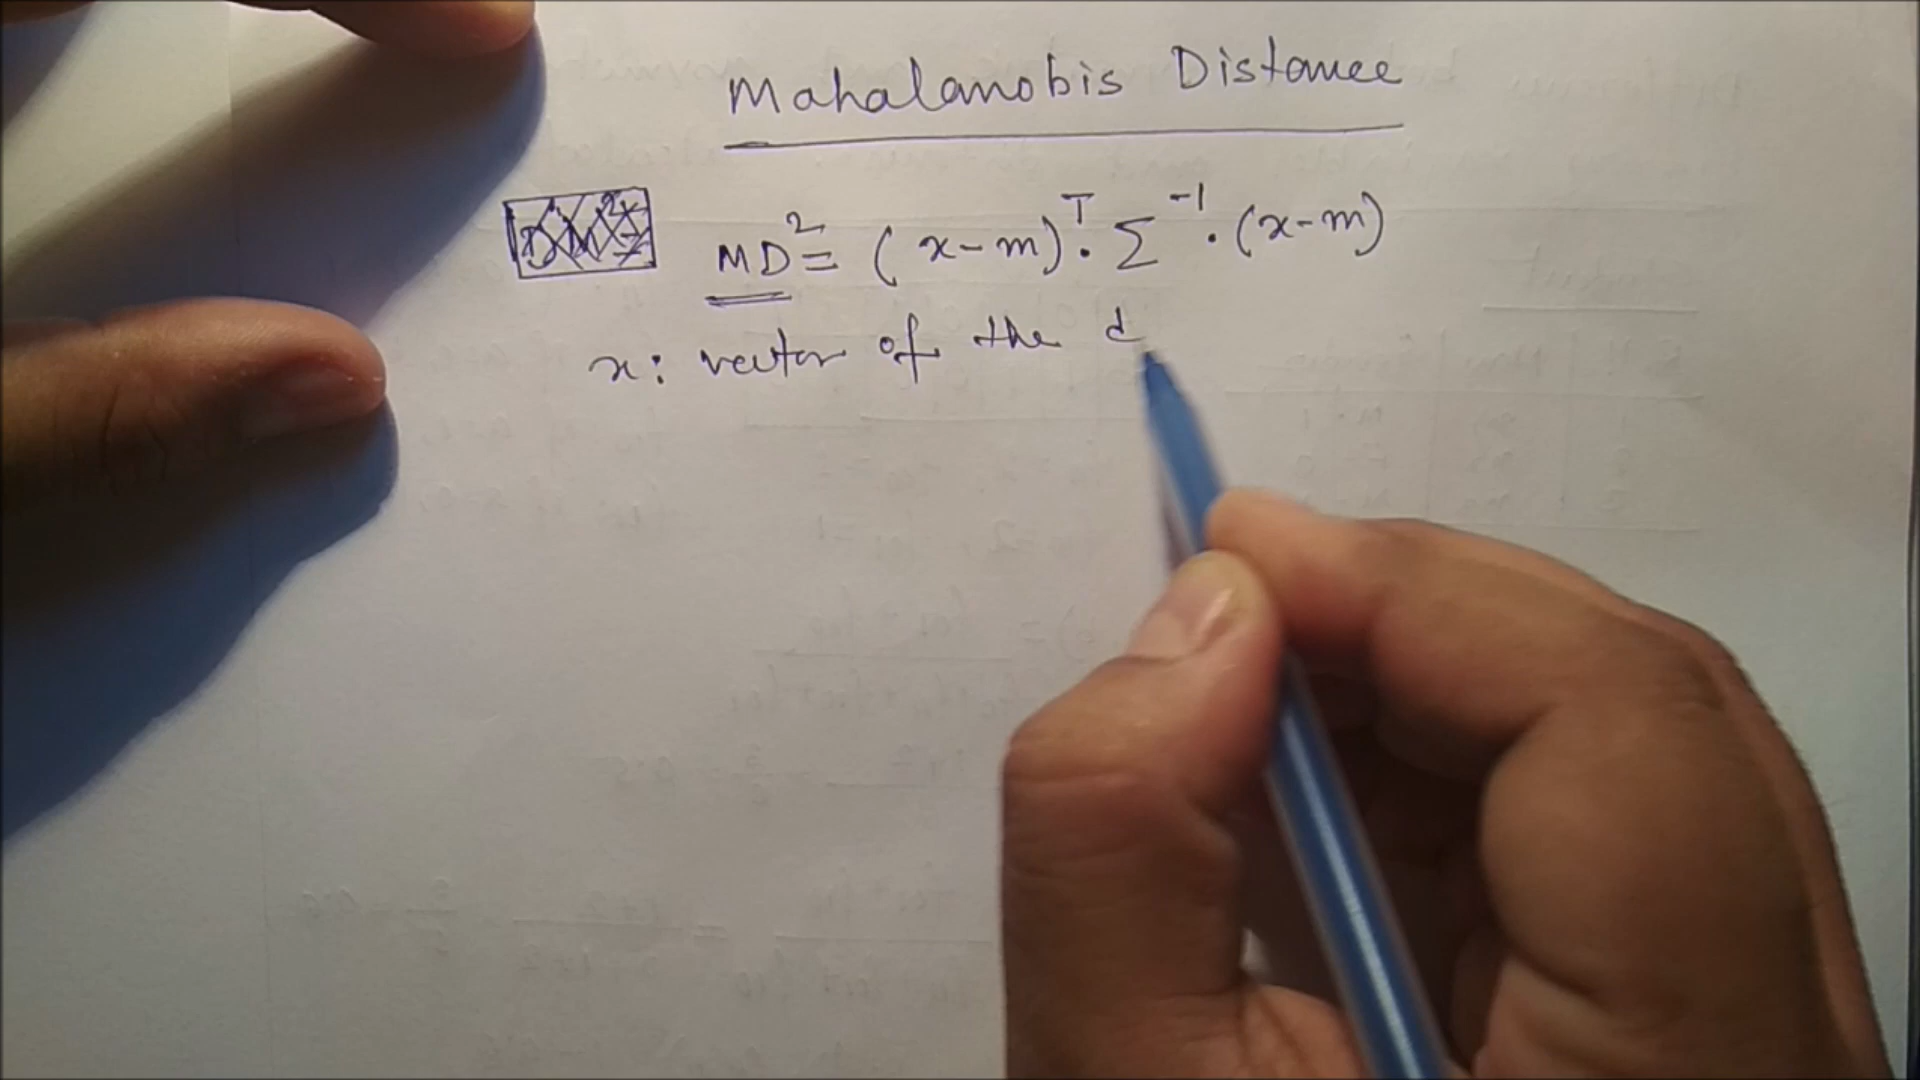 Mahalanobis Distance
MD² = (x-m)ᵀ. Σ⁻¹. (x-m)
x: vector of the d